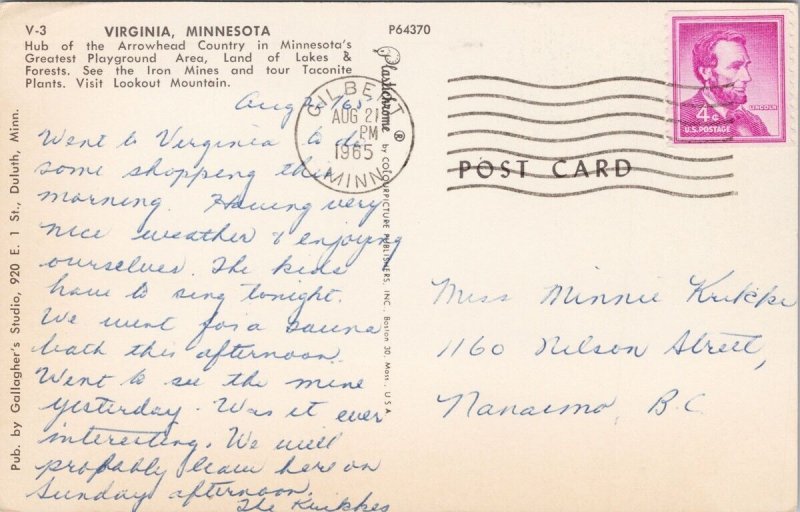 V-3 VIRGINIA, MINNESOTA P64370
Hub of the Arrowhead Country in Minnesota's
Greatest Playground Area, Land of Lakes &
Forests. See the Iron Mines and tour Taconite
Plants. Visit Lookout Mountain.
Aug
Went to Virginia to do
some shopping this
morning. Having very
nice weather & enjoying
ourselves. The kids
have to sing tonight.
We went for a sauna
bath this afternoon.
Went to see the mine
yesterday. Was it ever
interesting. We will
probably leave here on
Sunday afternoon.
The Krikkes
Pub. by Gallagher's Studio, 920 E. 1 St., Duluth, Minn.
Plastichrome ® by COLOURPICTURE PUBLISHERS, INC., Boston 30, Mass., U.S.A.
GILBERT
AUG 21
PM
1965
MINN
POST CARD
LINCOLN
4¢
U.S. POSTAGE
Miss Minnie Krikke
1160 Nelson Street,
Nanaimo, B.C.